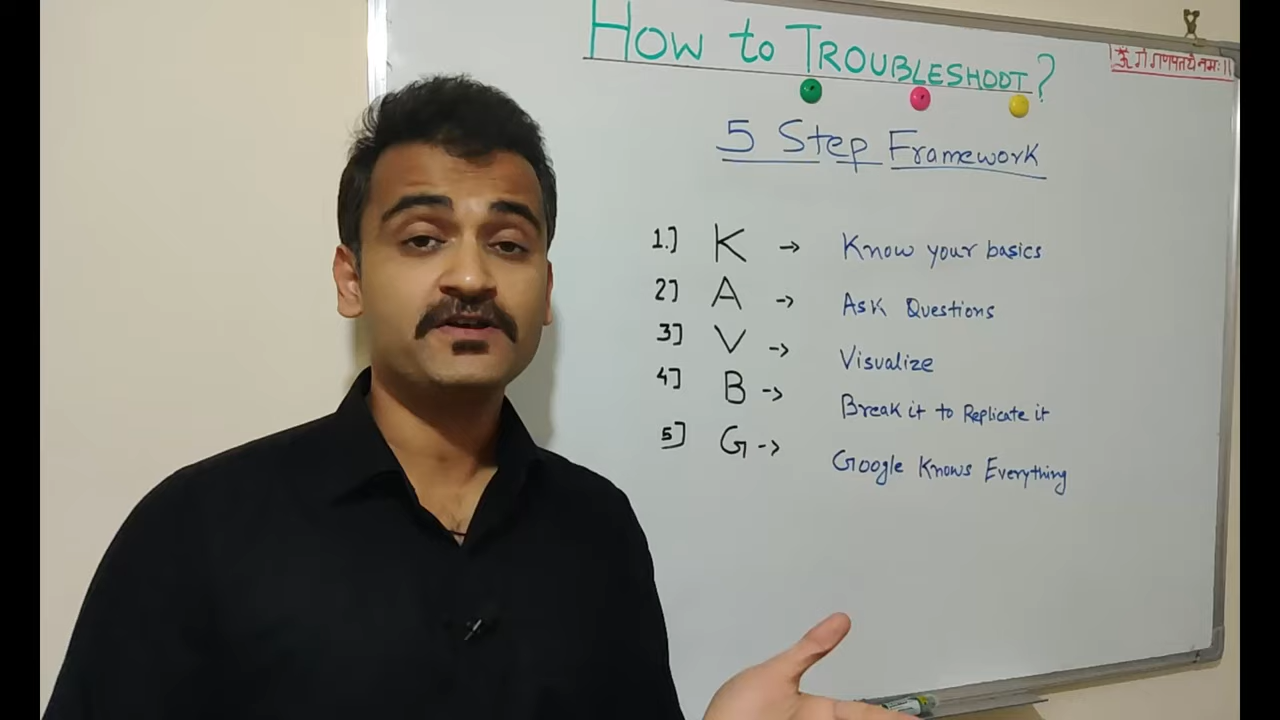 How to TROUBLESHOOT?
ॐ गं गणपतये नमः।।
5 Step Framework
1.] K -> Know your basics
2] A -> Ask Questions
3] V -> Visualize
4] B -> Break it to Replicate it
5] G -> Google Knows Everything